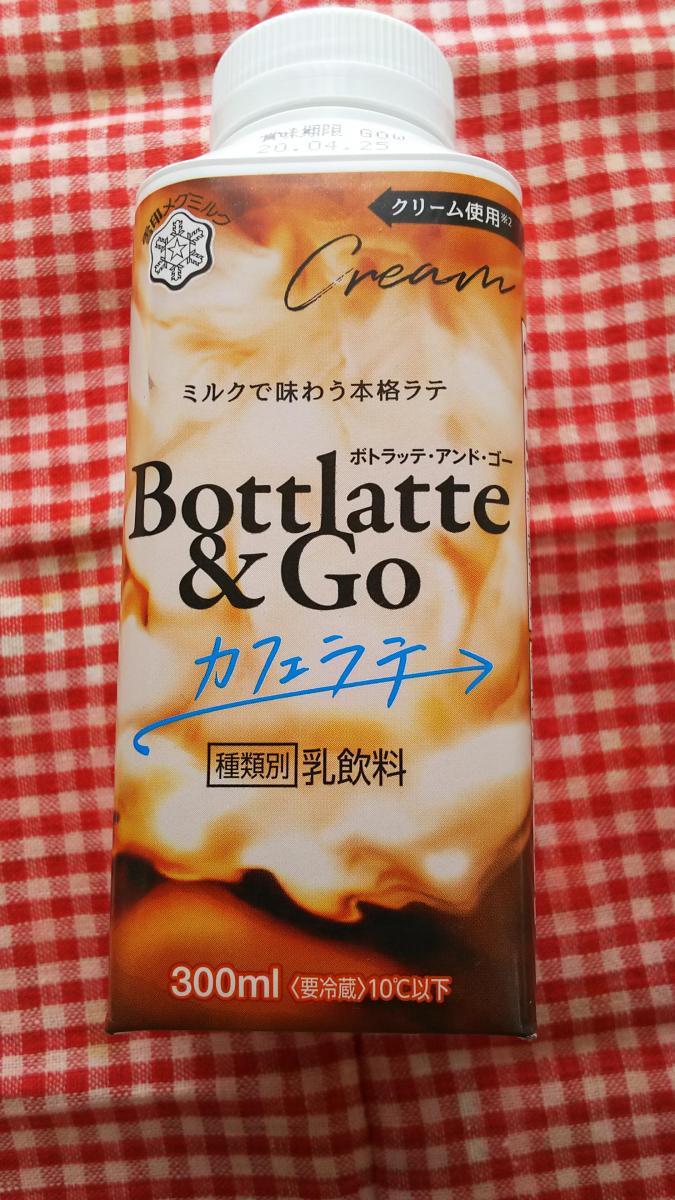 賞味期限 GOW
20.04.25
雪印メグミルク
クリーム使用※2
Cream
ミルクで味わう本格ラテ
ボトラッテ・アンド・ゴー
Bottlatte
& Go
カフェラテ
種類別 乳飲料
300ml〈要冷蔵〉10℃以下